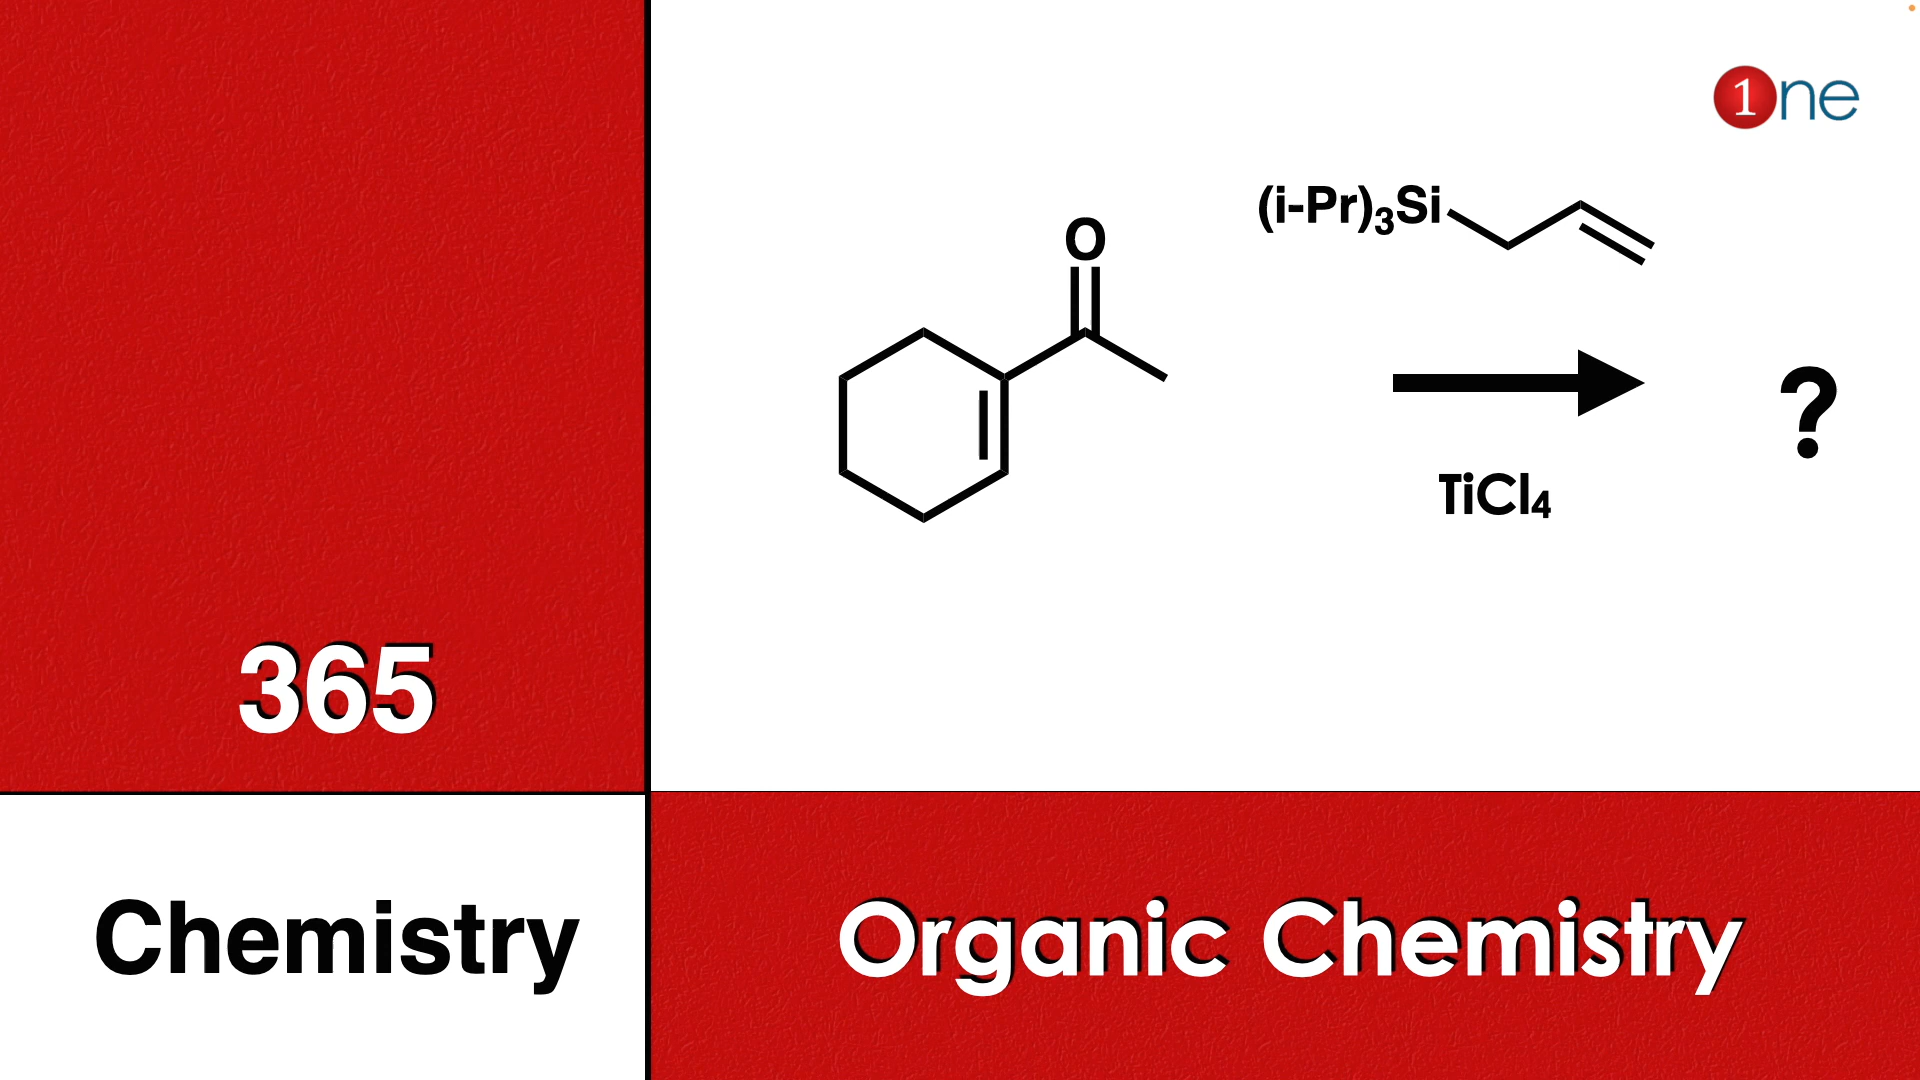 1ne
(i-Pr)₃Si
O
TiCl₄
?
365
Chemistry
Organic Chemistry